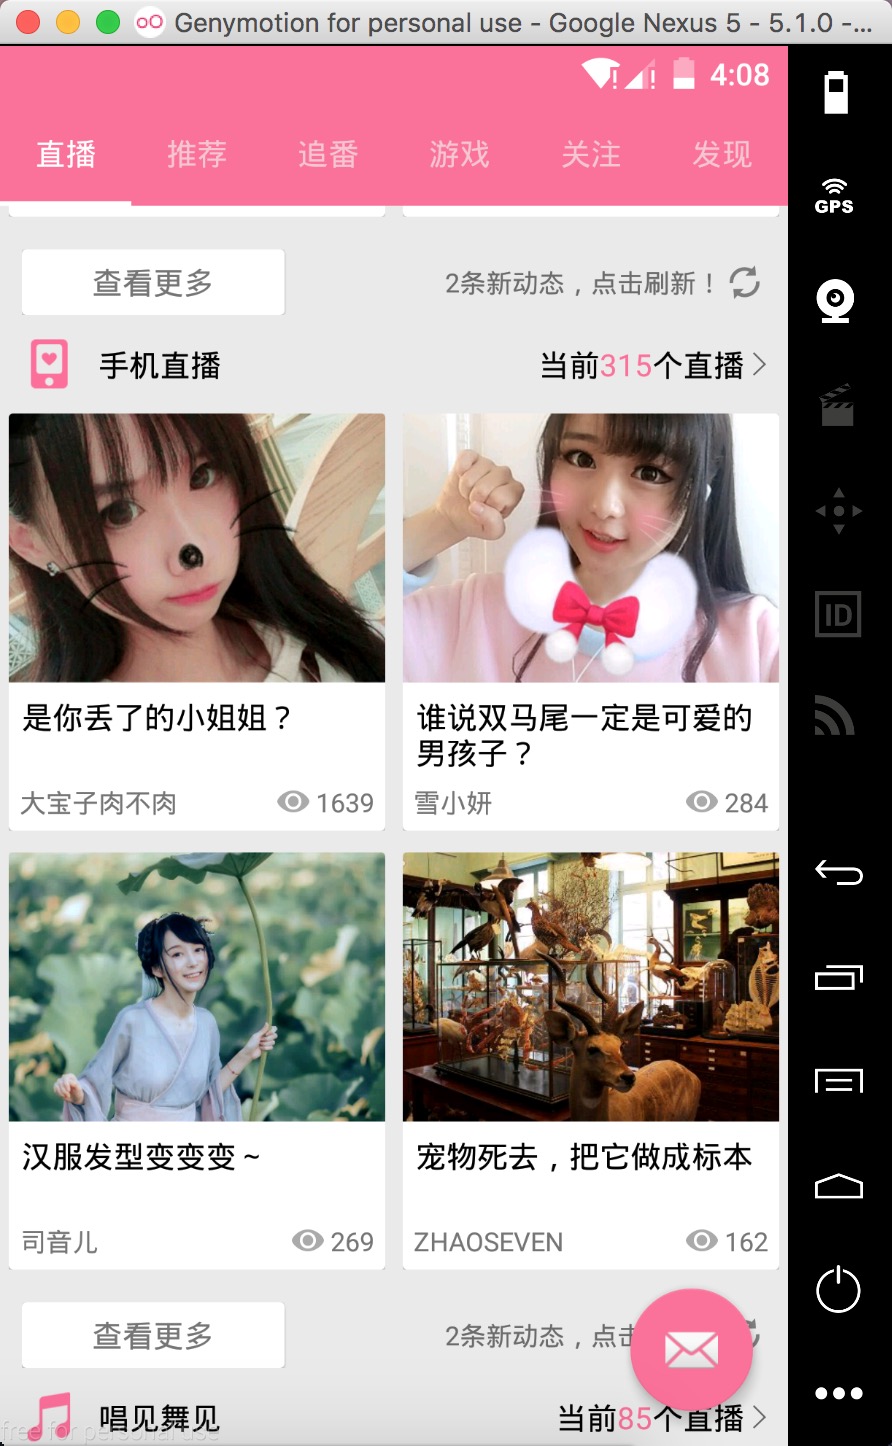 Genymotion for personal use - Google Nexus 5 - 5.1.0 -...
4:08
直播 推荐 追番 游戏 关注 发现
GPS
查看更多 2条新动态，点击刷新！
手机直播 当前315个直播
ID
是你丢了的小姐姐？
大宝子肉不肉 1639
谁说双马尾一定是可爱的
男孩子？
雪小妍 284
汉服发型变变变～
司音儿 269
宠物死去，把它做成标本
ZHAOSEVEN 162
查看更多 2条新动态，点击
唱见舞见 当前85个直播
free for personal use